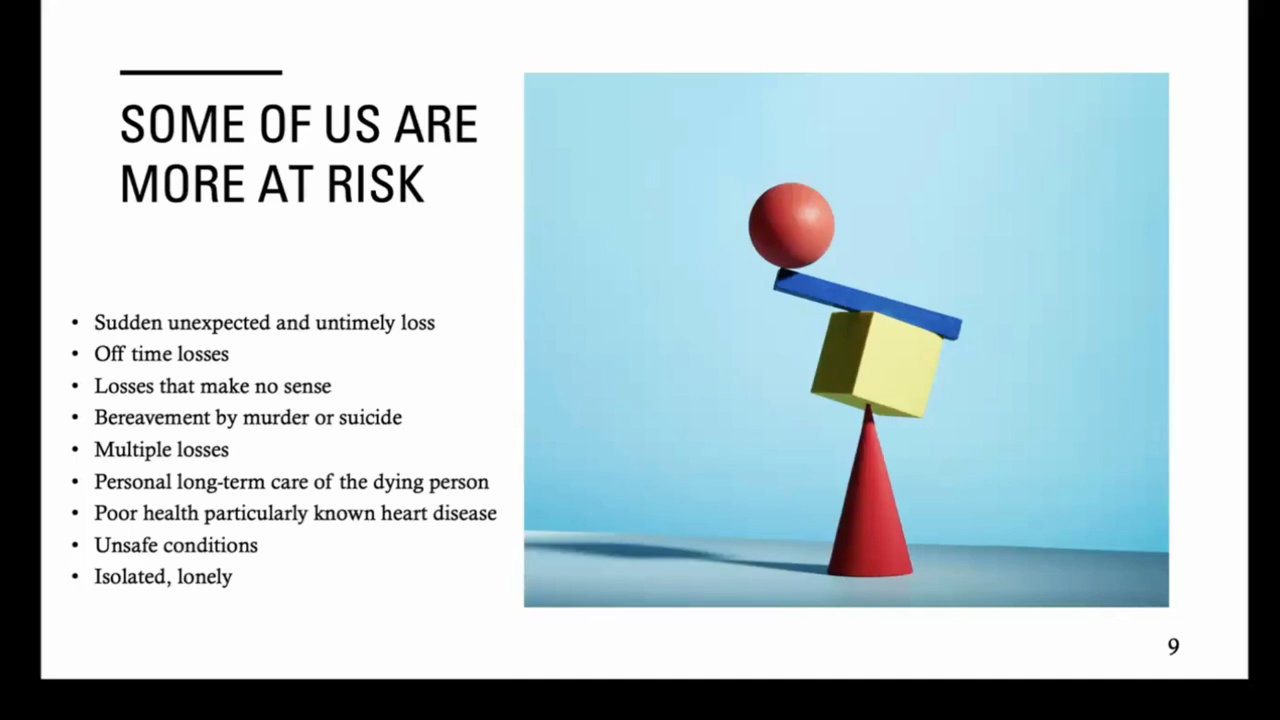 SOME OF US ARE
MORE AT RISK
• Sudden unexpected and untimely loss
• Off time losses
• Losses that make no sense
• Bereavement by murder or suicide
• Multiple losses
• Personal long-term care of the dying person
• Poor health particularly known heart disease
• Unsafe conditions
• Isolated, lonely
9